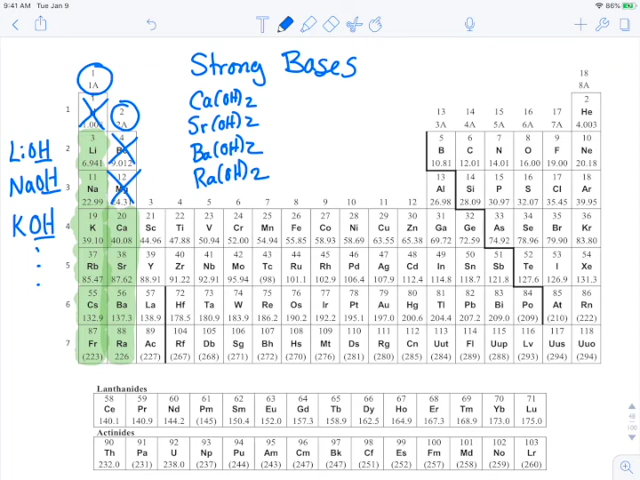 9:41 AM Tue Jan 9
86%
Strong Bases
Ca(OH)2
Sr(OH)2
Ba(OH)2
Ra(OH)2
LiOH
NaOH
KOH
1 18
1A 8A
1 2 13 14 15 16 17 2
2A 3A 4A 5A 6A 7A He
4.003
2 3 4 5 6 7 8 9 10
Li B C N O F Ne
6.941 9.012 10.81 12.01 14.01 16.00 19.00 20.18
3 11 12 13 14 15 16 17 18
Na Mg Al Si P S Cl Ar
22.99 3 4 5 6 7 8 9 10 11 12 26.98 28.09 30.97 32.07 35.45 39.95
4 19 20 21 22 23 24 25 26 27 28 29 30 31 32 33 34 35 36
K Ca Sc Ti V Cr Mn Fe Co Ni Cu Zn Ga Ge As Se Br Kr
39.10 40.08 44.96 47.88 50.94 52.00 54.94 55.85 58.93 58.69 63.55 65.38 69.72 72.59 74.92 78.96 79.90 83.80
5 37 38 39 40 41 42 43 44 45 46 47 48 49 50 51 52 53 54
Rb Sr Y Zr Nb Mo Tc Ru Rh Pd Ag Cd In Sn Sb Te I Xe
85.47 87.62 88.91 91.22 92.91 95.94 (98) 101.1 102.9 106.4 107.9 112.4 114.8 118.7 121.8 127.6 126.9 131.3
6 55 56 57 72 73 74 75 76 77 78 79 80 81 82 83 84 85 86
Cs Ba La Hf Ta W Re Os Ir Pt Au Hg Tl Pb Bi Po At Rn
132.9 137.3 138.9 178.5 180.9 183.9 186.2 190.2 192.2 195.1 197.0 200.6 204.4 207.2 209.0 (209) (210) (222)
7 87 88 89 104 105 106 107 108 109 110 111 112 113 114 115 116 117 118
Fr Ra Ac Rf Db Sg Bh Hs Mt Ds Rg Cn Uut Fl Uup Lv Uus Uuo
(223) 226 (227) (267) (268) (271) (272) (270) (276) (281) (280) (285) (284) (289) (288) (293) (294) (294)
Lanthanides
58 59 60 61 62 63 64 65 66 67 68 69 70 71
Ce Pr Nd Pm Sm Eu Gd Tb Dy Ho Er Tm Yb Lu
140.1 140.9 144.2 (145) 150.4 152.0 157.3 158.9 162.5 164.9 167.3 168.9 173.0 175.0
Actinides
90 91 92 93 94 95 96 97 98 99 100 101 102 103
Th Pa U Np Pu Am Cm Bk Cf Es Fm Md No Lr
232.0 (231) 238.0 (237) (244) (243) (247) (247) (251) (252) (257) (258) (259) (260)